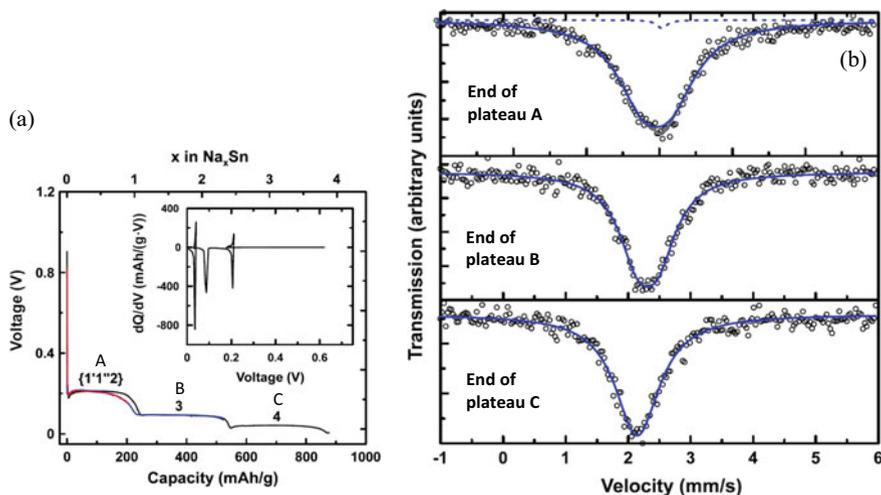 (a)
x in NaxSn
0 1 2 3 4
1.2
0.8
0.4
0
Voltage (V)
400
0
-400
-800
dQ/dV (mAh/(g·V))
0 0.2 0.4 0.6
Voltage (V)
A
{1'1"2}
B
3
C
4
0 200 400 600 800 1000
Capacity (mAh/g)
(b)
Transmission (arbitrary units)
End of
plateau A
End of
plateau B
End of
plateau C
-1 0 1 2 3 4 5 6
Velocity (mm/s)